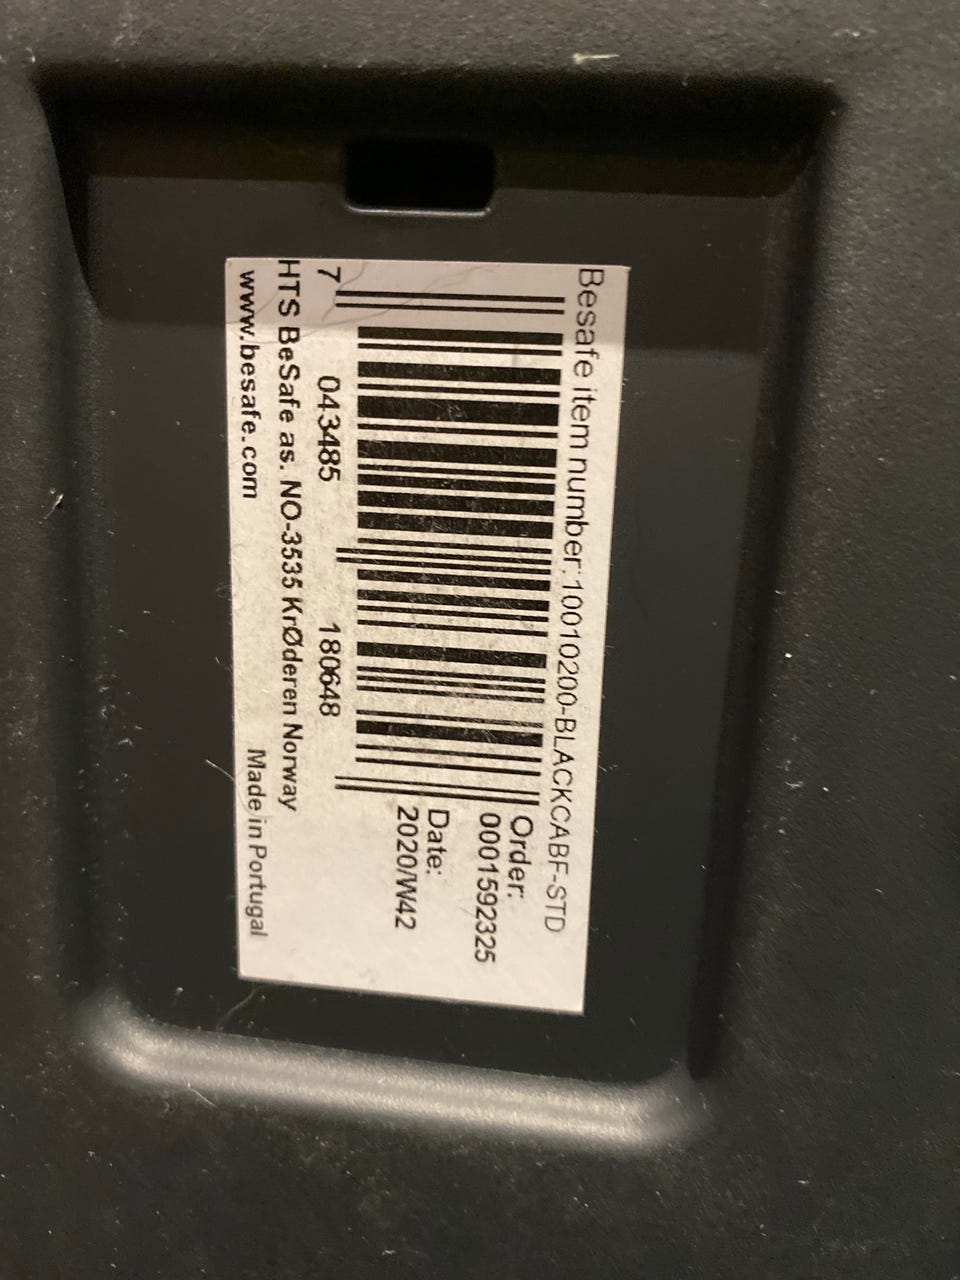 Besafe item number:10010200-BLACKCABF-STD
Order:
0001592325
Date:
2020/W42
7 043485 180648
HTS BeSafe as. NO-3535 KrØderen Norway
www.besafe.com
Made in Portugal